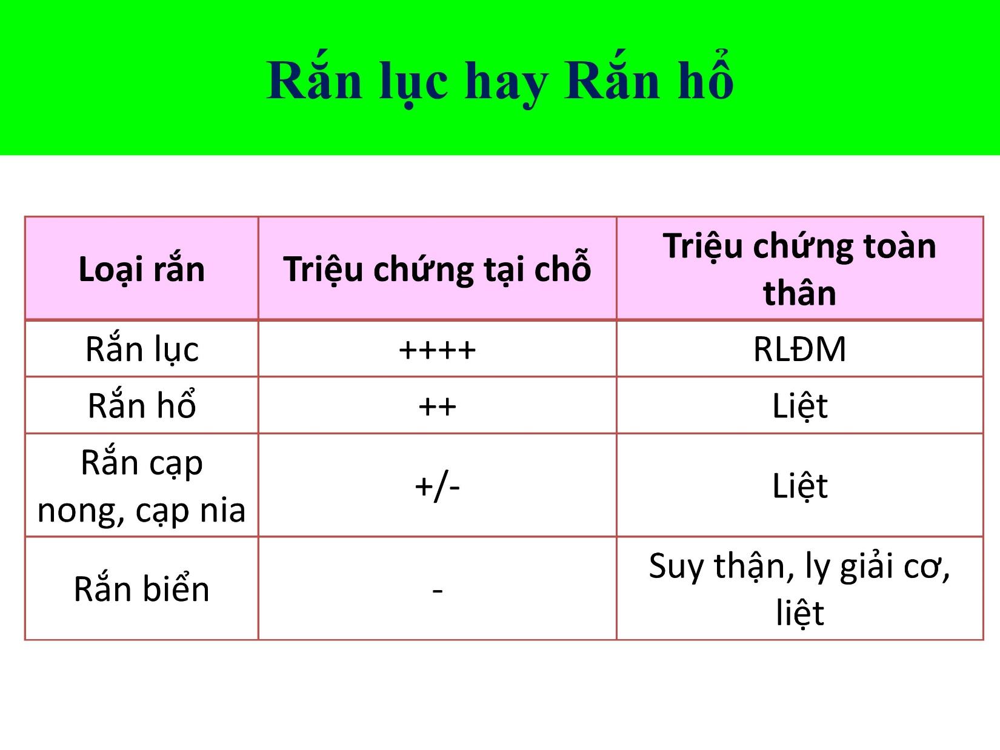 Rắn lục hay Rắn hổ
Loại rắn
Triệu chứng tại chỗ
Triệu chứng toàn
thân
Rắn lục
++++
RLĐM
Rắn hổ
++
Liệt
Rắn cạp
nong, cạp nia
+/-
Liệt
Rắn biển
-
Suy thận, ly giải cơ,
liệt